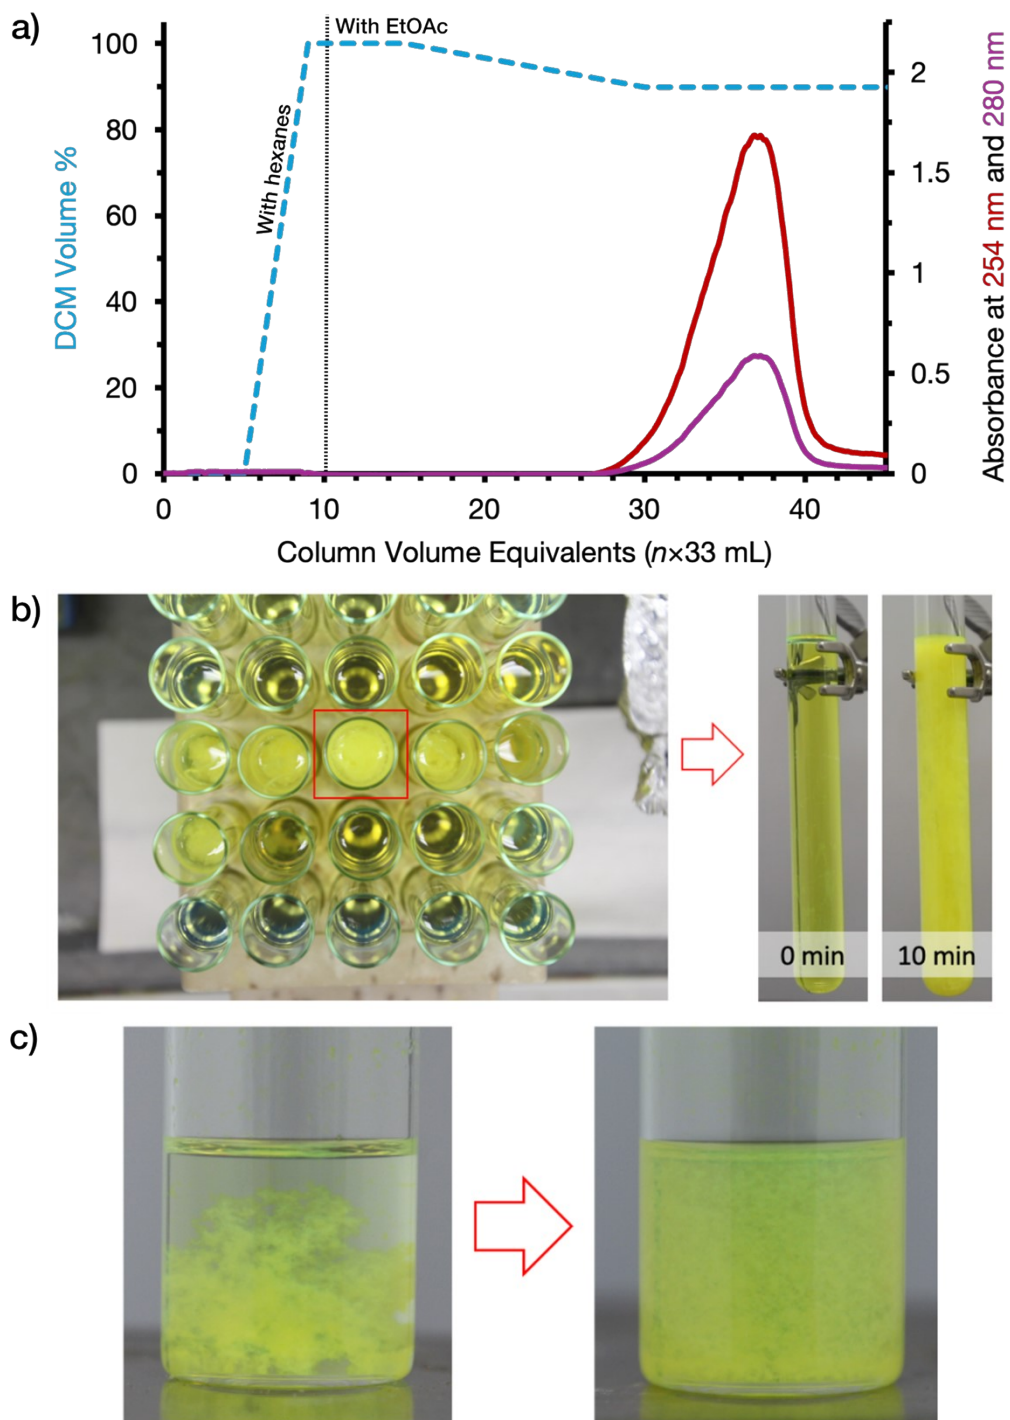 a)
With EtOAc
With hexanes
DCM Volume %
100
80
60
40
20
0
2
1.5
1
0.5
0
Absorbance at 254 nm and 280 nm
0 10 20 30 40
Column Volume Equivalents (n×33 mL)
b)
0 min
10 min
c)